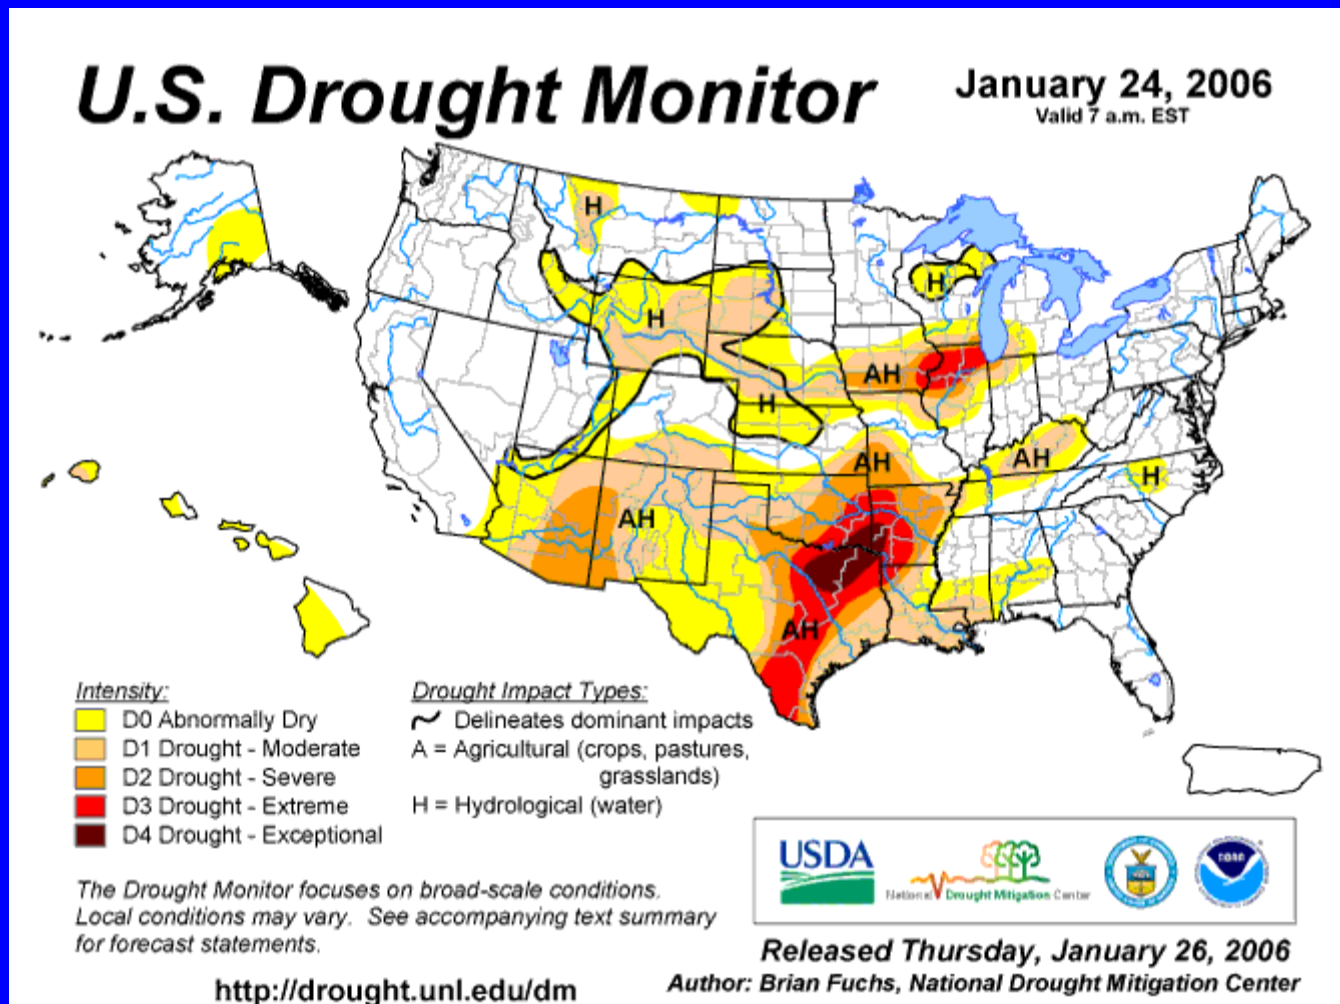 U.S. Drought Monitor
January 24, 2006
Valid 7 a.m. EST
H
H
H
AH
H
AH
AH
H
AH
AH
Intensity:
D0 Abnormally Dry
D1 Drought - Moderate
D2 Drought - Severe
D3 Drought - Extreme
D4 Drought - Exceptional
Drought Impact Types:
Delineates dominant impacts
A = Agricultural (crops, pastures,
grasslands)
H = Hydrological (water)
The Drought Monitor focuses on broad-scale conditions.
Local conditions may vary. See accompanying text summary
for forecast statements.
http://drought.unl.edu/dm
USDA
National Drought Mitigation Center
Released Thursday, January 26, 2006
Author: Brian Fuchs, National Drought Mitigation Center